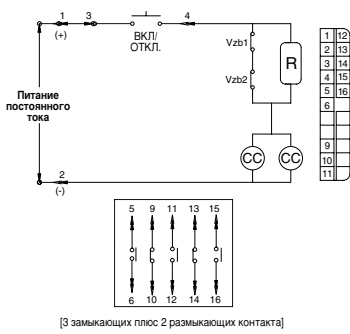 1 3 4
(+)
ВКЛ/
ОТКЛ.
Vzb1
Vzb2
R
Питание
постоянного
тока
CC CC
2
(-)
1 12
2 13
3 14
4 15
5 16
6
9
10
11
5 9 11 13 15
6 10 12 14 16
[3 замыкающих плюс 2 размыкающих контакта]